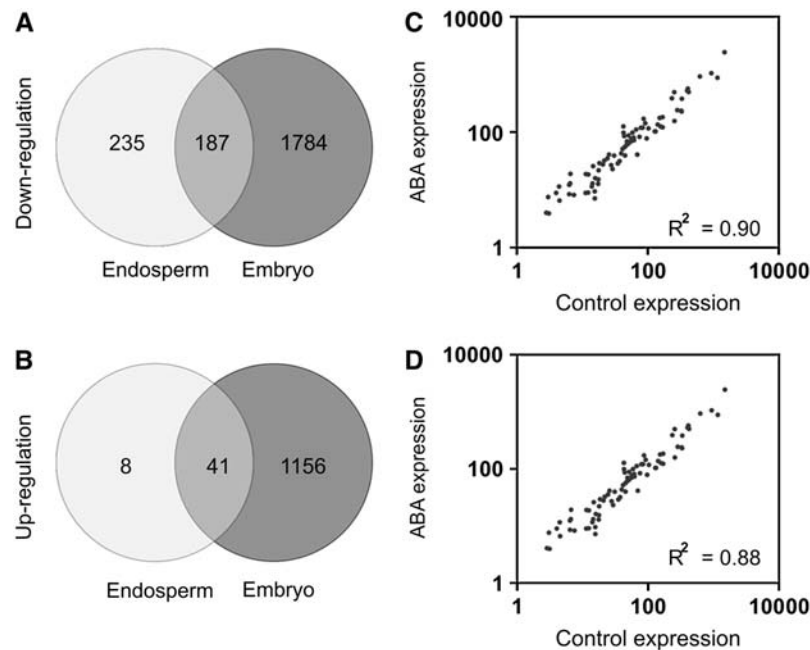 A
Down-regulation
235 187 1784
Endosperm Embryo
B
Up-regulation
8 41 1156
Endosperm Embryo
C
10000
100
1
ABA expression
R² = 0.90
1 100 10000
Control expression
D
10000
100
1
ABA expression
R² = 0.88
1 100 10000
Control expression